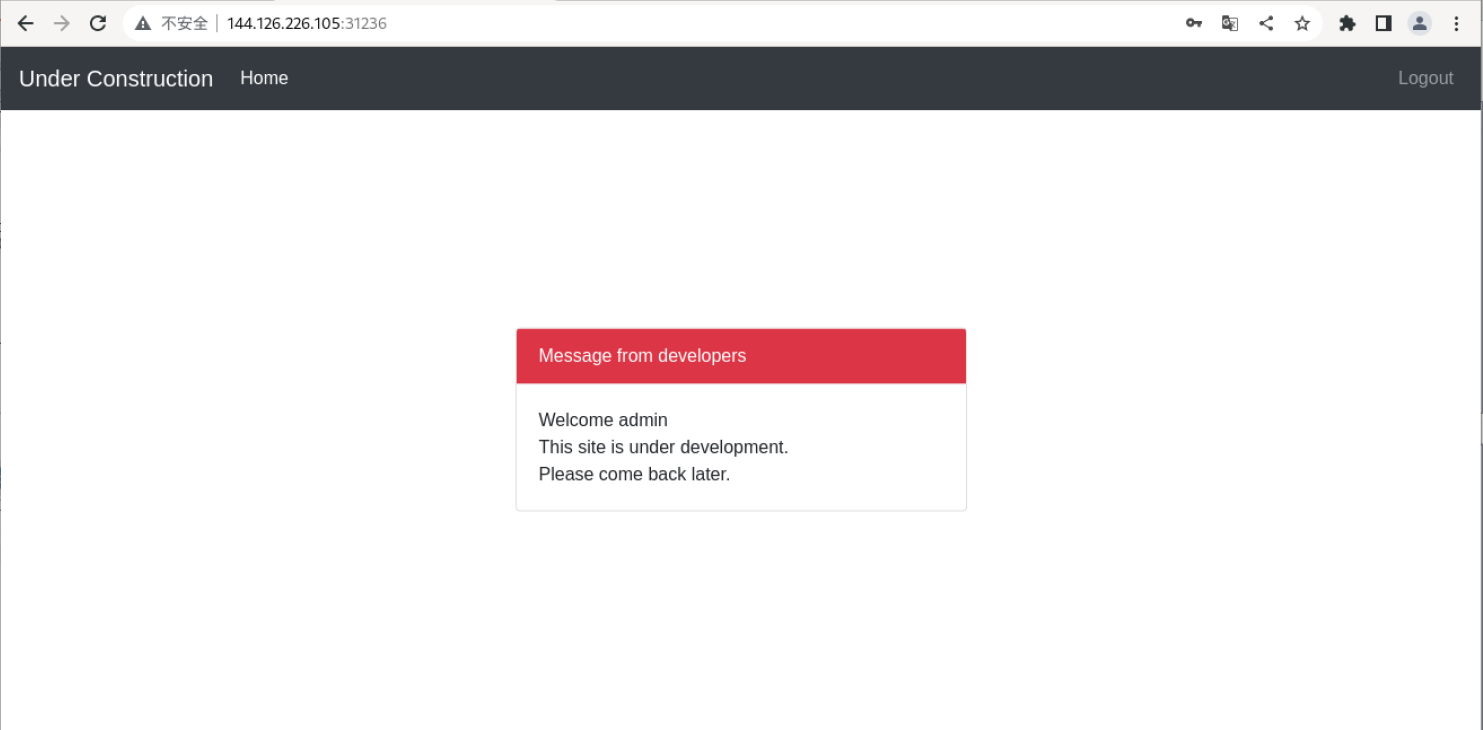 不安全 144.126.226.105:31236
Under Construction Home Logout
Message from developers
Welcome admin
This site is under development.
Please come back later.